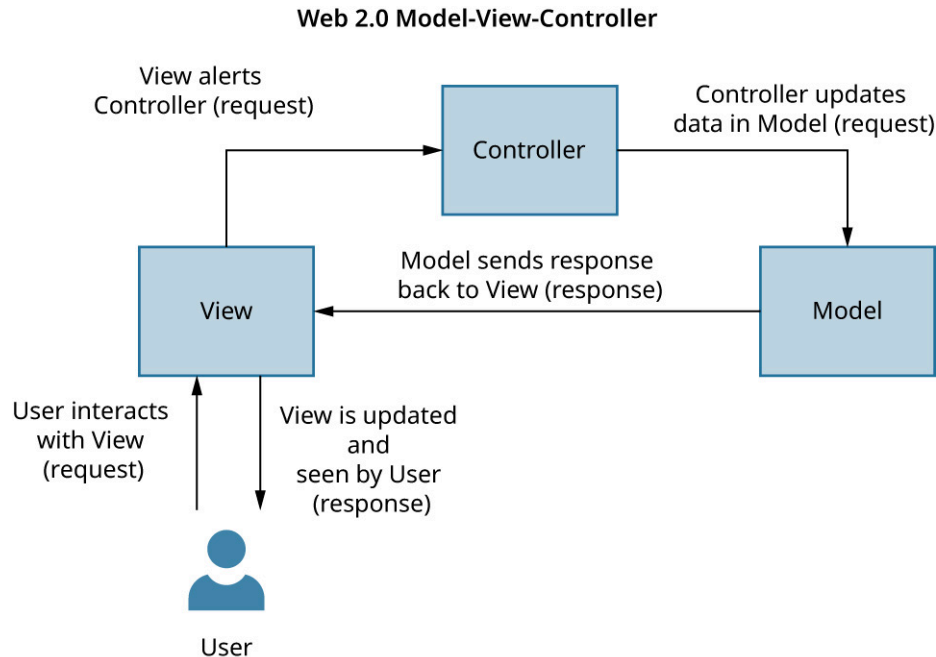 Web 2.0 Model-View-Controller
View alerts
Controller (request)
Controller
Controller updates
data in Model (request)
View
Model sends response
back to View (response)
Model
User interacts
with View
(request)
View is updated
and
seen by User
(response)
User